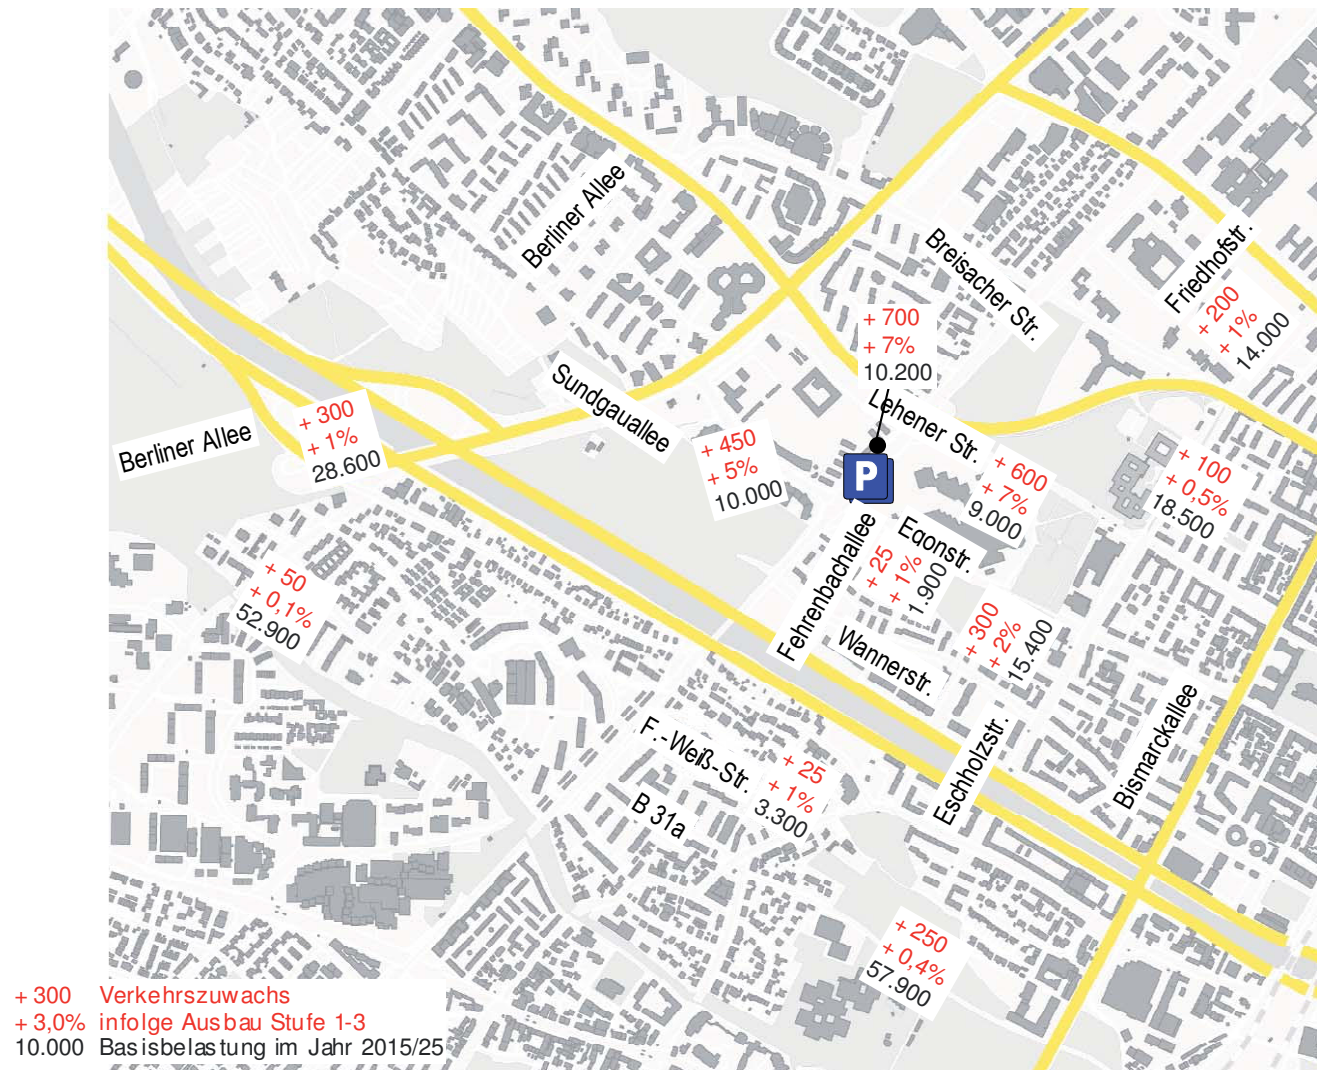 Berliner Allee
Breisacher Str.
Friedhofstr.
+ 200
+ 1%
14.000
+ 700
+ 7%
10.200
Sundgauallee
Lehener Str.
Berliner Allee
+ 300
+ 1%
28.600
+ 450
+ 5%
10.000
P
+ 600
+ 7%
9.000
+ 100
+ 0,5%
18.500
Fehrenbachallee
Egonstr.
+ 25
+ 1%
1.900
+ 50
+ 0,1%
52.900
+ 300
+ 2%
15.400
Wannerstr.
F.-Weiß-Str.
+ 25
+ 1%
3.300
B 31a
Eschholzstr.
Bismarckallee
+ 250
+ 0,4%
57.900
+ 300 Verkehrszuwachs
+ 3,0% infolge Ausbau Stufe 1-3
10.000 Basisbelastung im Jahr 2015/25